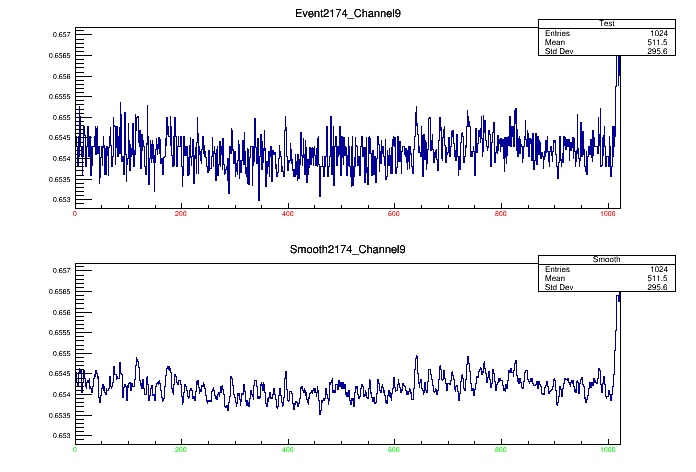 Event2174_Channel9
Test
Entries 1024
Mean 511.5
Std Dev 295.6
0.657
0.6565
0.656
0.6555
0.655
0.6545
0.654
0.6535
0.653
0 200 400 600 800 1000
Smooth2174_Channel9
Smooth
Entries 1024
Mean 511.5
Std Dev 295.6
0.657
0.6565
0.656
0.6555
0.655
0.6545
0.654
0.6535
0.653
0 200 400 600 800 1000